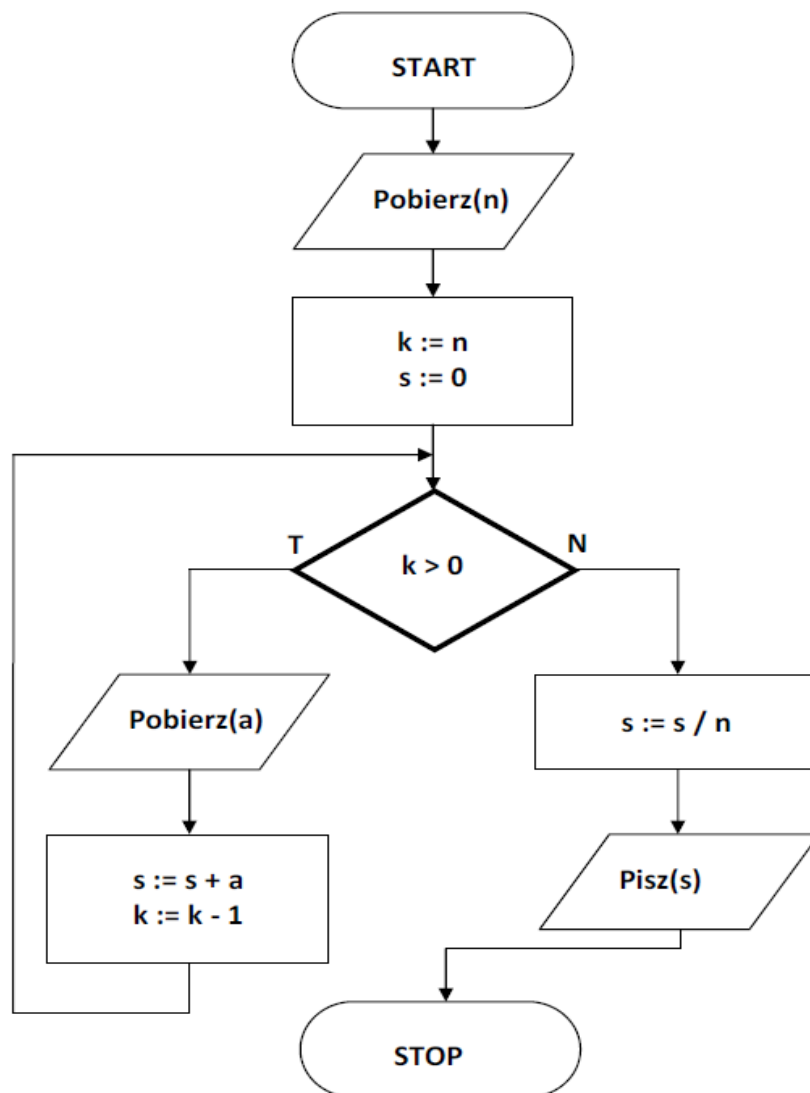 START
Pobierz(n)
k := n
s := 0
T
N
k > 0
Pobierz(a)
s := s / n
s := s + a
k := k - 1
Pisz(s)
STOP